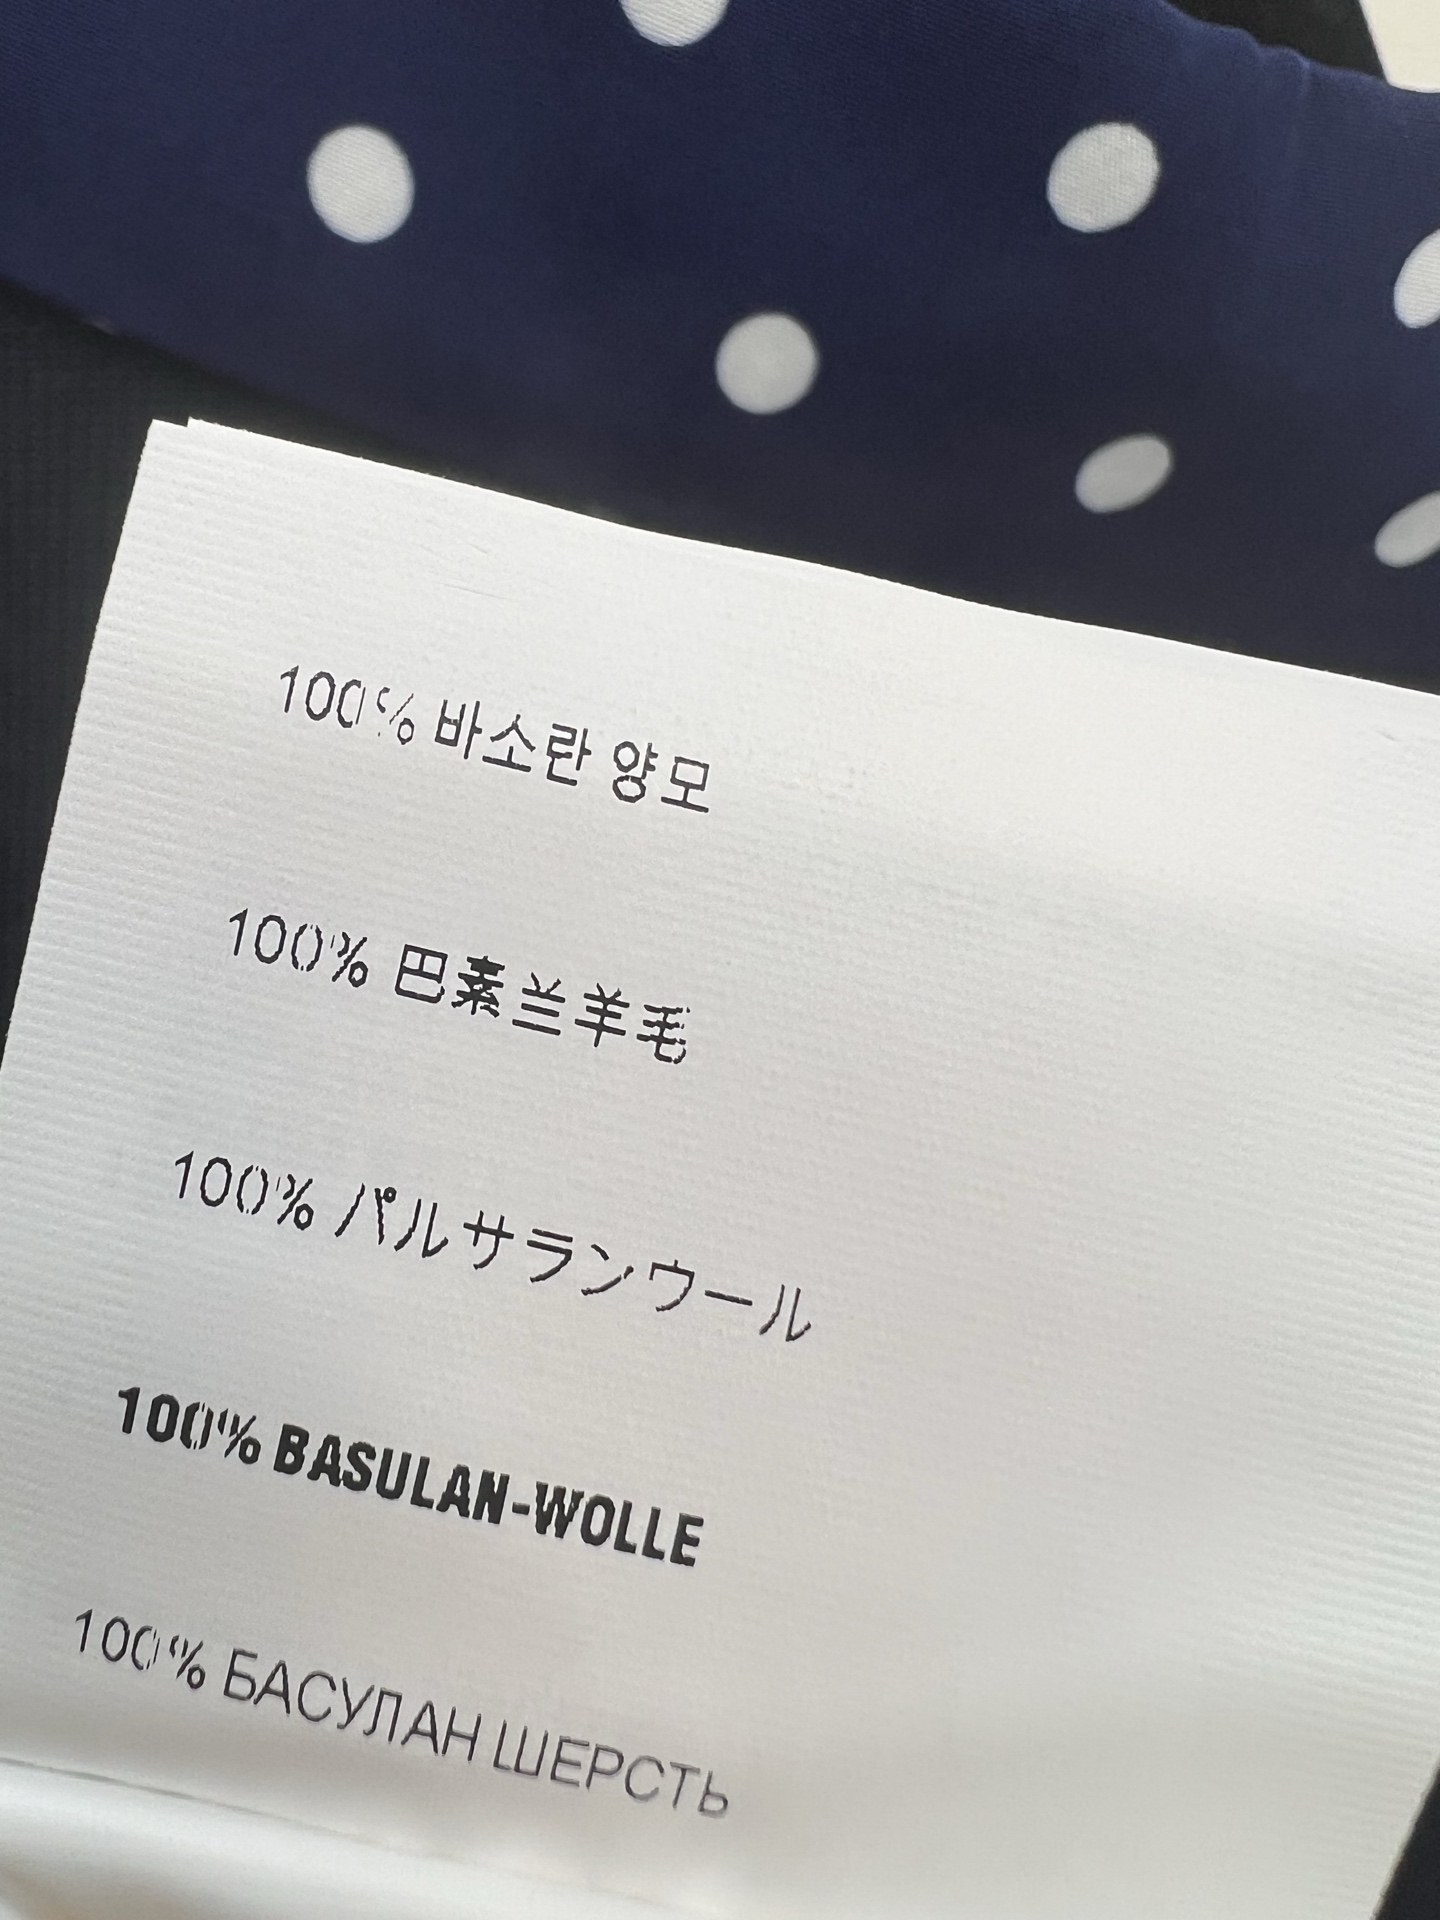 100% 바소란 양모
100% 巴素兰羊毛
100% パルサランウール
100% BASULAN-WOLLE
100% БАСУЛАН ШЕРСТЬ